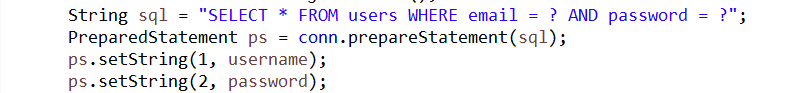 String sql = "SELECT * FROM users WHERE email = ? AND password = ?";
PreparedStatement ps = conn.prepareStatement(sql);
ps.setString(1, username);
ps.setString(2, password);